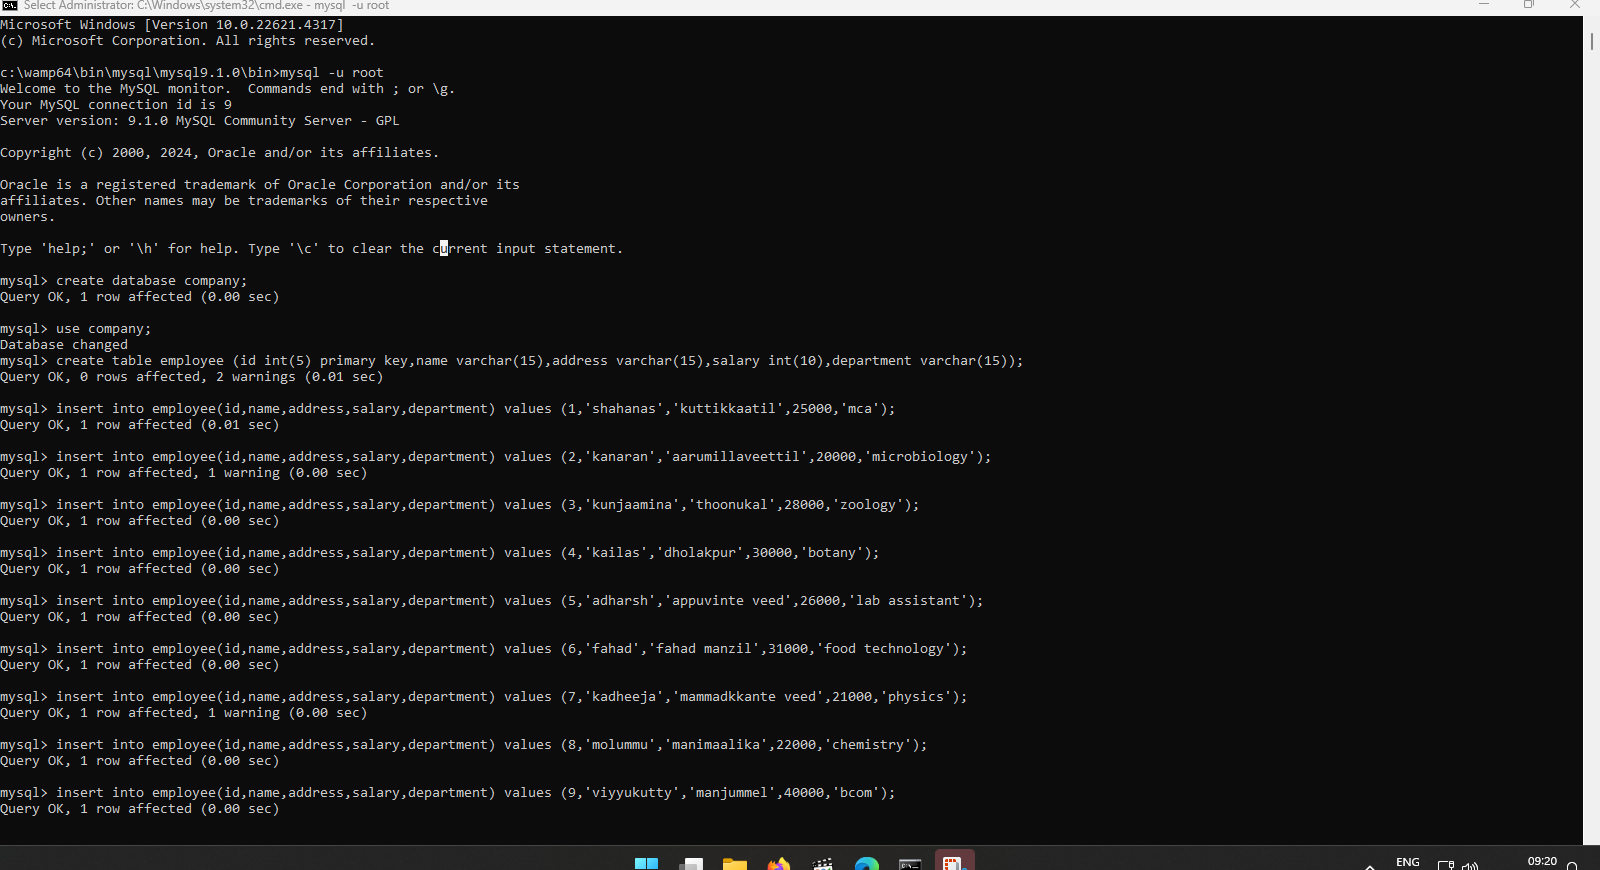 Select Administrator: C:\Windows\system32\cmd.exe - mysql  -u root
Microsoft Windows [Version 10.0.22621.4317]
(c) Microsoft Corporation. All rights reserved.
c:\wamp64\bin\mysql\mysql9.1.0\bin>mysql -u root
Welcome to the MySQL monitor.  Commands end with ; or \g.
Your MySQL connection id is 9
Server version: 9.1.0 MySQL Community Server - GPL
Copyright (c) 2000, 2024, Oracle and/or its affiliates.
Oracle is a registered trademark of Oracle Corporation and/or its
affiliates. Other names may be trademarks of their respective
owners.
Type 'help;' or '\h' for help. Type '\c' to clear the current input statement.
mysql> create database company;
Query OK, 1 row affected (0.00 sec)
mysql> use company;
Database changed
mysql> create table employee (id int(5) primary key,name varchar(15),address varchar(15),salary int(10),department varchar(15));
Query OK, 0 rows affected, 2 warnings (0.01 sec)
mysql> insert into employee(id,name,address,salary,department) values (1,'shahanas','kuttikkaatil',25000,'mca');
Query OK, 1 row affected (0.01 sec)
mysql> insert into employee(id,name,address,salary,department) values (2,'kanaran','aarumillaveettil',20000,'microbiology');
Query OK, 1 row affected, 1 warning (0.00 sec)
mysql> insert into employee(id,name,address,salary,department) values (3,'kunjaamina','thoonukal',28000,'zoology');
Query OK, 1 row affected (0.00 sec)
mysql> insert into employee(id,name,address,salary,department) values (4,'kailas','dholakpur',30000,'botany');
Query OK, 1 row affected (0.00 sec)
mysql> insert into employee(id,name,address,salary,department) values (5,'adharsh','appuvinte veed',26000,'lab assistant');
Query OK, 1 row affected (0.00 sec)
mysql> insert into employee(id,name,address,salary,department) values (6,'fahad','fahad manzil',31000,'food technology');
Query OK, 1 row affected (0.00 sec)
mysql> insert into employee(id,name,address,salary,department) values (7,'kadheeja','mammadkkante veed',21000,'physics');
Query OK, 1 row affected, 1 warning (0.00 sec)
mysql> insert into employee(id,name,address,salary,department) values (8,'molummu','manimaalika',22000,'chemistry');
Query OK, 1 row affected (0.00 sec)
mysql> insert into employee(id,name,address,salary,department) values (9,'viyyukutty','manjummel',40000,'bcom');
Query OK, 1 row affected (0.00 sec)
ENG
09:20